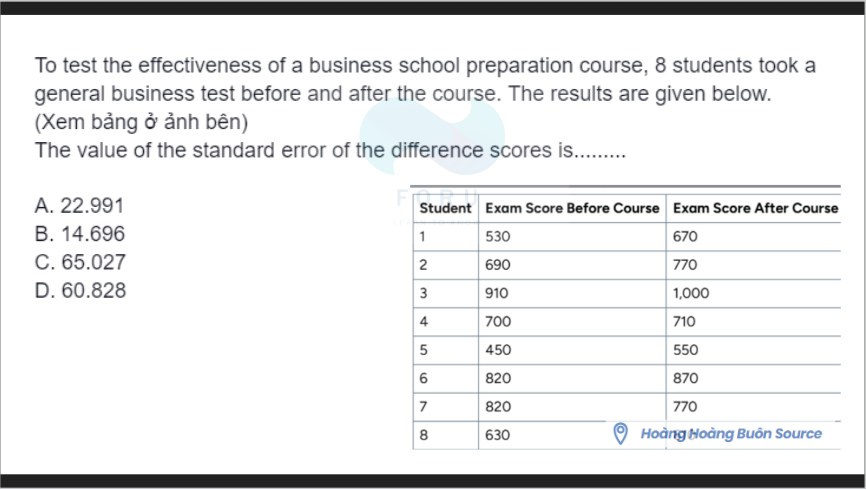 To test the effectiveness of a business school preparation course, 8 students took a
general business test before and after the course. The results are given below.
(Xem bảng ở ảnh bên)
The value of the standard error of the difference scores is.........
A. 22.991
B. 14.696
C. 65.027
D. 60.828
FORU
Student Exam Score Before Course Exam Score After Course
1 530 670
2 690 770
3 910 1,000
4 700 710
5 450 550
6 820 870
7 820 770
8 630
Hoàng Hoàng Buôn Source